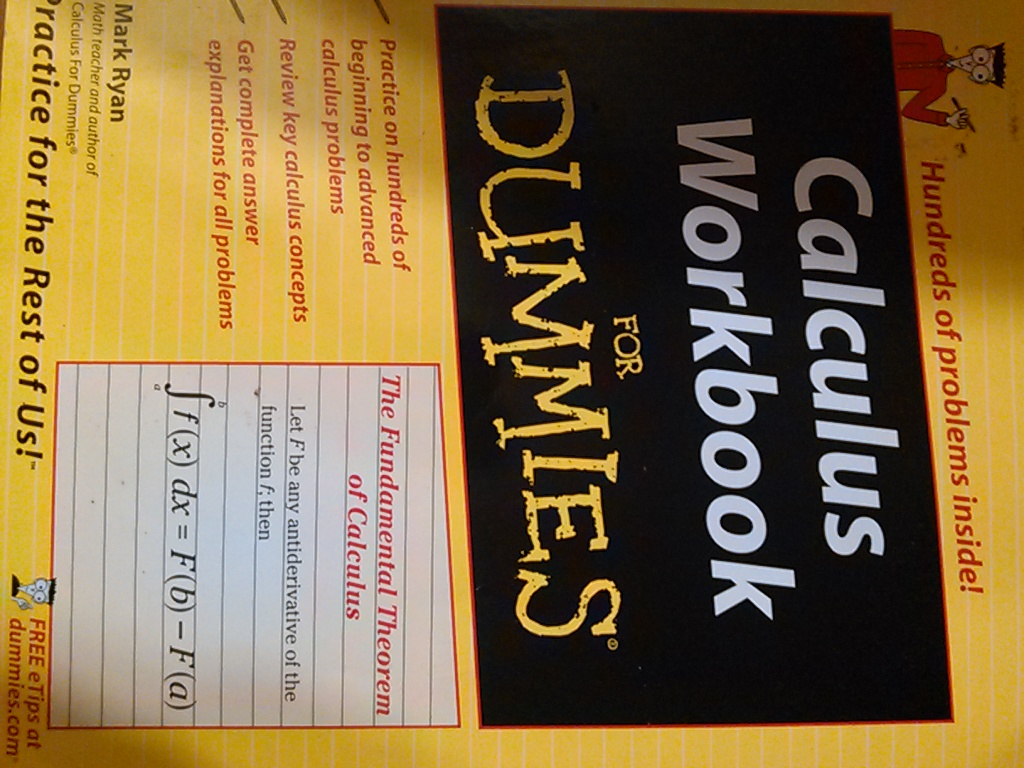 Hundreds of problems inside!
Calculus
Workbook
FOR
DUMMIES®
Practice on hundreds of
beginning to advanced
calculus problems
Review key calculus concepts
Get complete answer
explanations for all problems
The Fundamental Theorem
of Calculus
Let F be any antiderivative of the
function f; then
∫ₐᵇ f(x) dx = F(b) − F(a)
Mark Ryan
Math teacher and author of
Calculus For Dummies®
Practice for the Rest of Us!™
FREE eTips at
dummies.com®